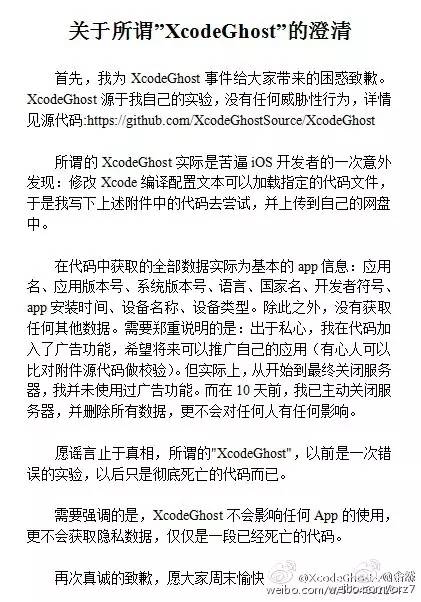 关于所谓”XcodeGhost”的澄清
首先，我为 XcodeGhost 事件给大家带来的困惑致歉。
XcodeGhost 源于我自己的实验，没有任何威胁性行为，详情
见源代码:https://github.com/XcodeGhostSource/XcodeGhost
所谓的 XcodeGhost 实际是苦逼 iOS 开发者的一次意外
发现：修改 Xcode 编译配置文本可以加载指定的代码文件，
于是我写下上述附件中的代码去尝试，并上传到自己的网盘
中。
在代码中获取的全部数据实际为基本的 app 信息：应用
名、应用版本号、系统版本号、语言、国家名、开发者符号、
app 安装时间、设备名称、设备类型。除此之外，没有获取
任何其他数据。需要郑重说明的是：出于私心，我在代码加
入了广告功能，希望将来可以推广自己的应用（有心人可以
比对附件源代码做校验）。但实际上，从开始到最终关闭服务
器，我并未使用过广告功能。而在 10 天前，我已主动关闭服
务器，并删除所有数据，更不会对任何人有任何影响。
愿谣言止于真相，所谓的"XcodeGhost"，以前是一次错
误的实验，以后只是彻底死亡的代码而已。
需要强调的是，XcodeGhost 不会影响任何 App 的使用，
更不会获取隐私数据，仅仅是一段已经死亡的代码。
再次真诚的致歉，愿大家周末愉快
@XcodeGhost-Author